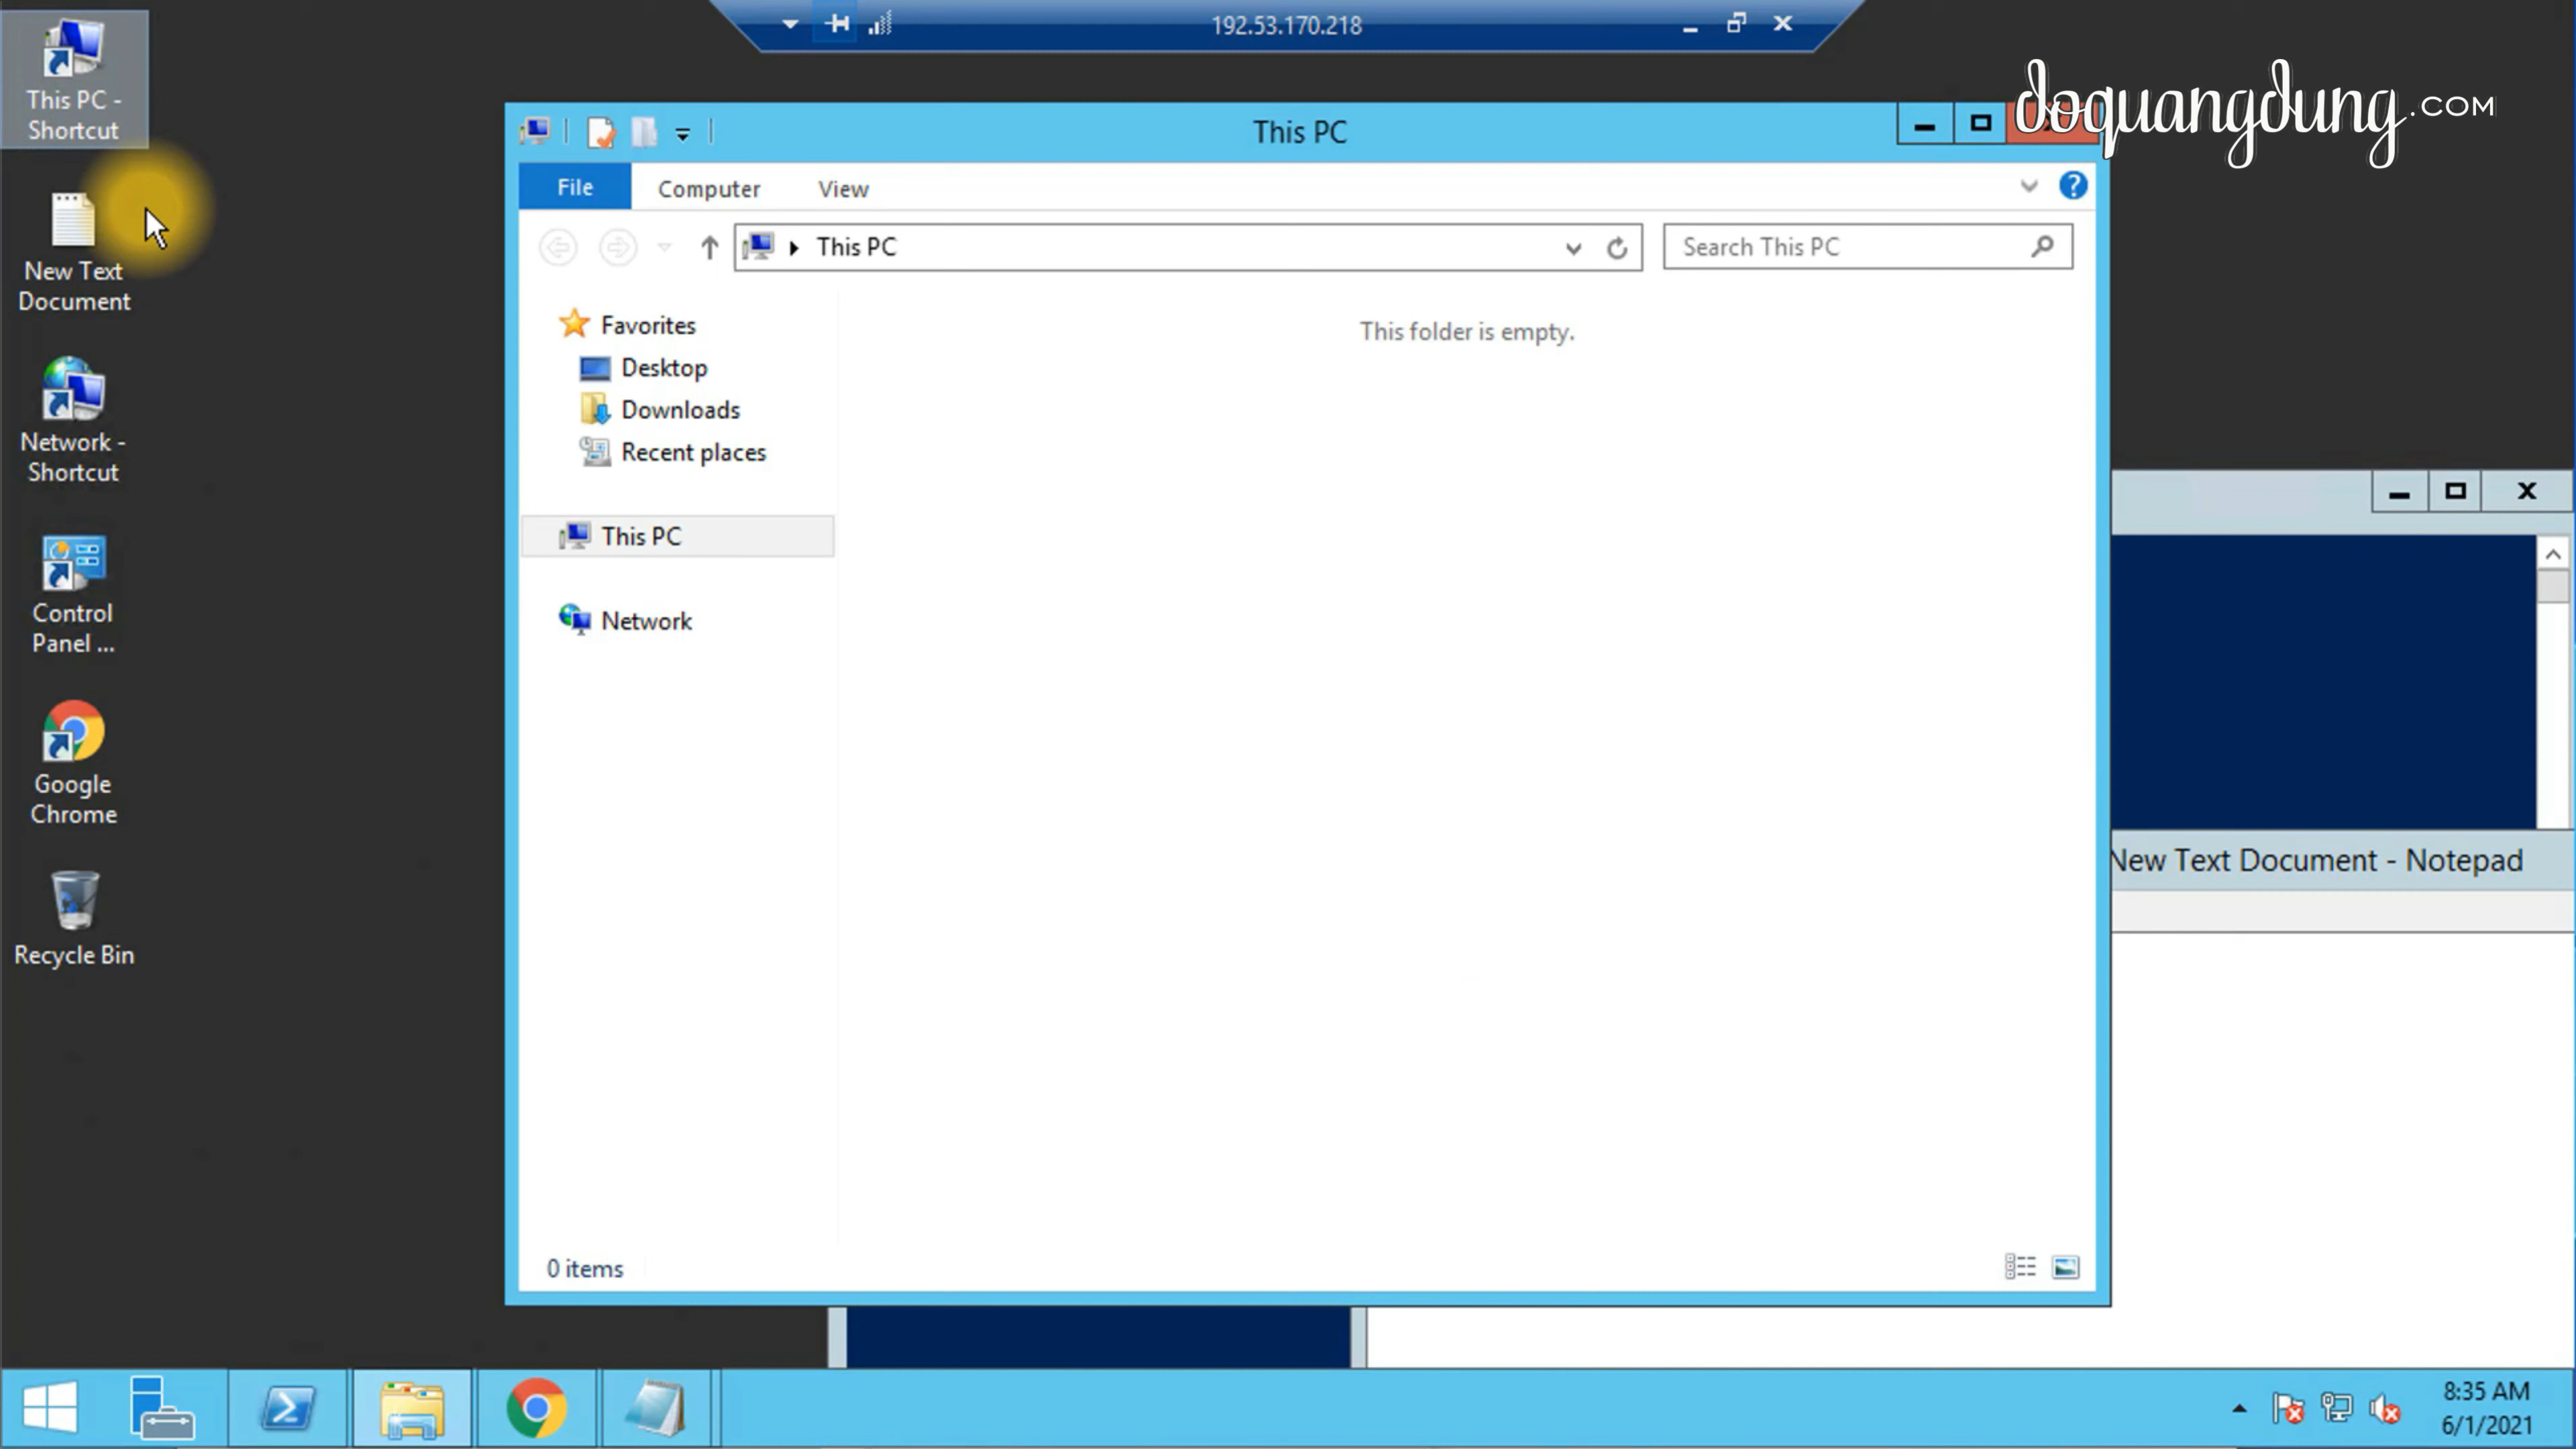 192.53.170.218
doquangdung.COM
This PC -
Shortcut
New Text
Document
Network -
Shortcut
Control
Panel ...
Google
Chrome
Recycle Bin
This PC
File
Computer
View
This PC
Search This PC
Favorites
Desktop
Downloads
Recent places
This PC
Network
This folder is empty.
0 items
New Text Document - Notepad
8:35 AM
6/1/2021